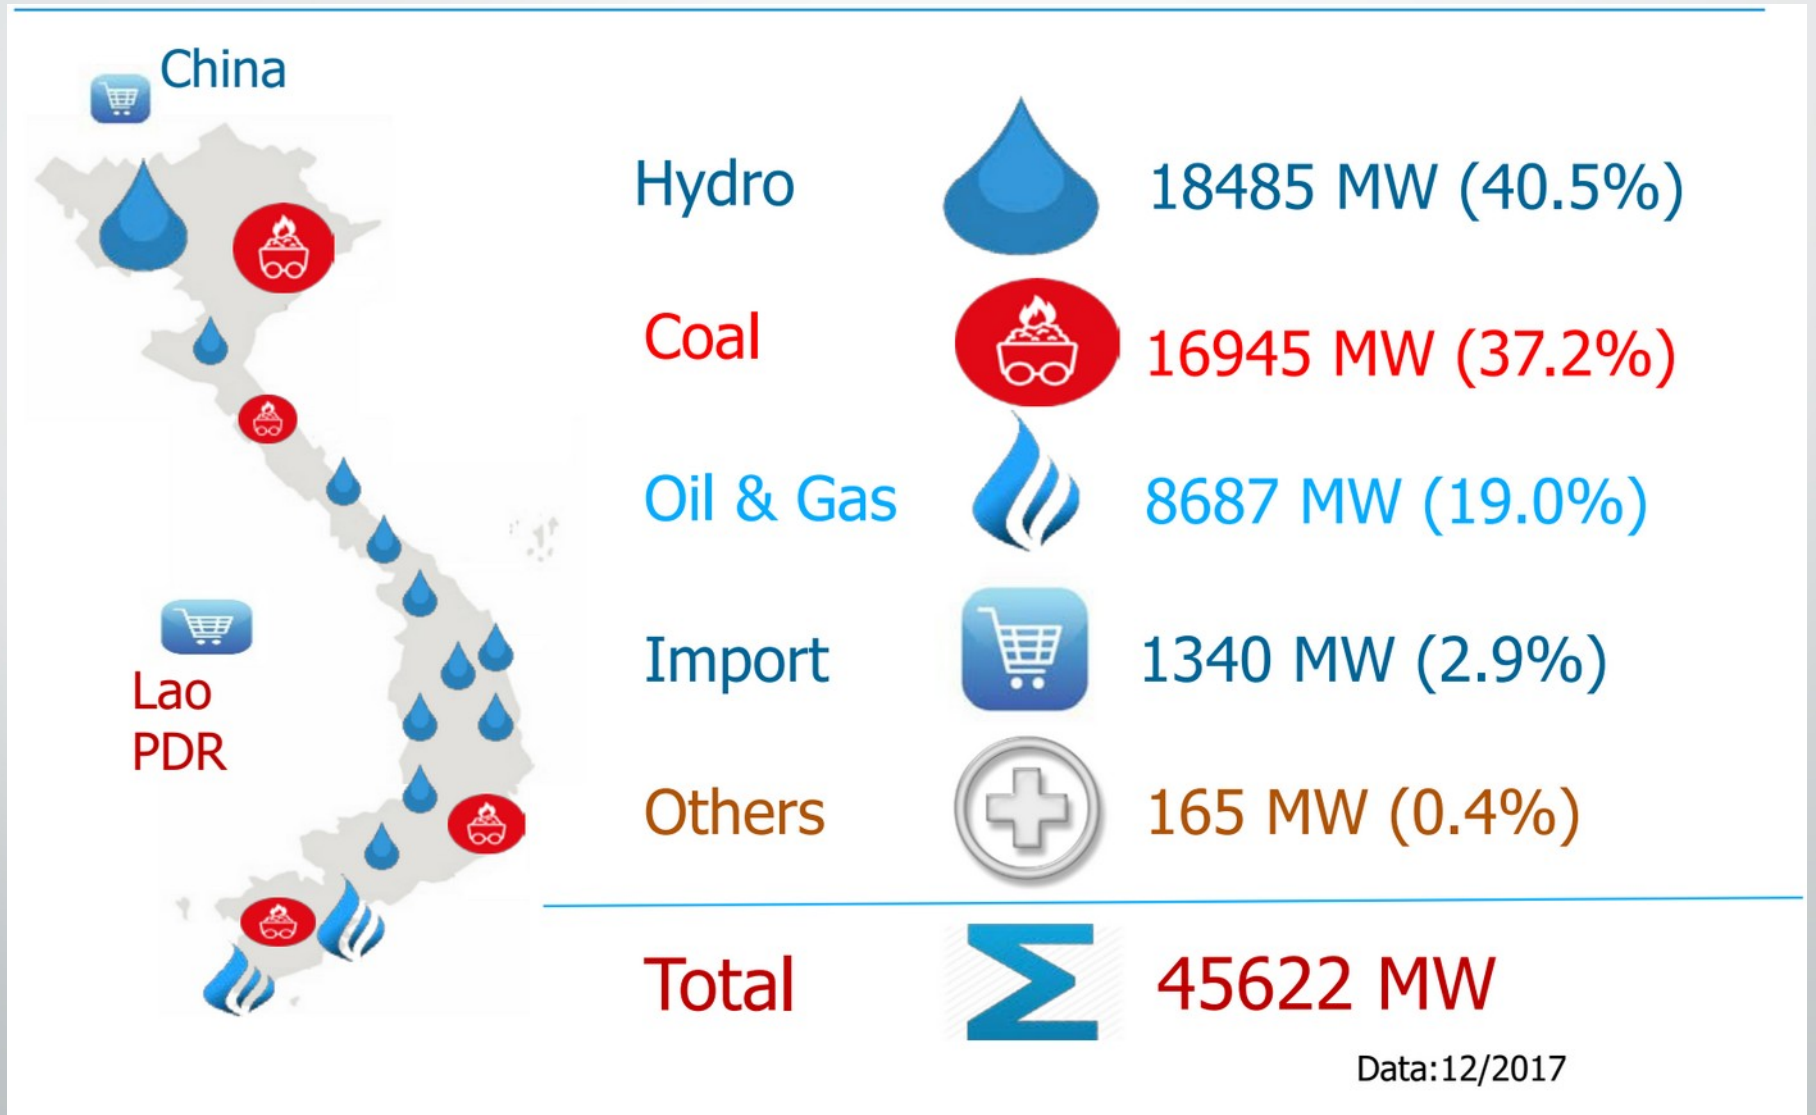 China
Hydro 18485 MW (40.5%)
Coal 16945 MW (37.2%)
Oil & Gas 8687 MW (19.0%)
Import 1340 MW (2.9%)
Lao
PDR
Others 165 MW (0.4%)
Total 45622 MW
Data:12/2017